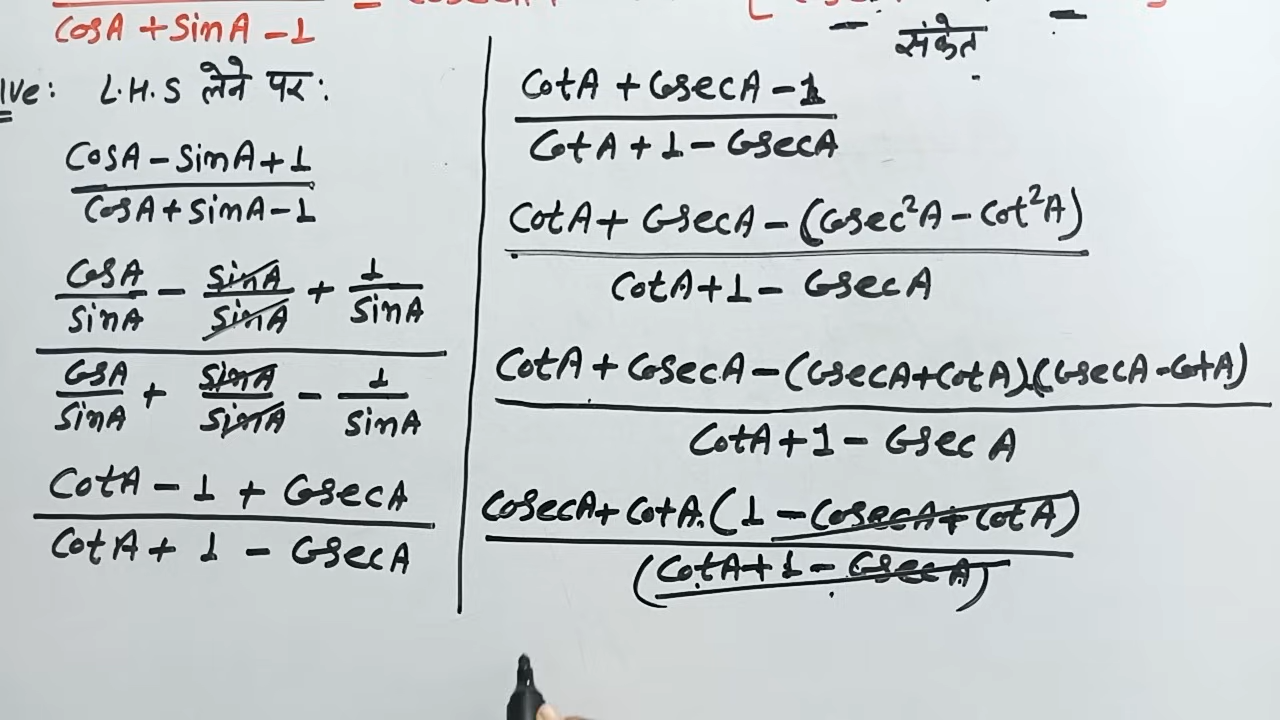 CosA + SinA - 1
संकेत
lve: L.H.S लेने पर:
CosA - SinA + 1
CosA + SinA - 1
CosA/SinA - SinA/SinA + 1/SinA
CosA/SinA + SinA/SinA - 1/SinA
CotA - 1 + CosecA
CotA + 1 - CosecA
CotA + CosecA - 1
CotA + 1 - CosecA
CotA + CosecA - (Cosec²A - Cot²A)
CotA + 1 - CosecA
CotA + CosecA - (CosecA + CotA).(CosecA - CotA)
CotA + 1 - CosecA
CosecA + CotA.(1 - CosecA + CotA)
(CotA + 1 - CosecA)